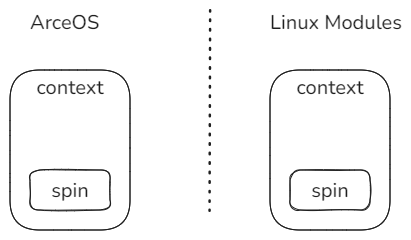 ArceOS
Linux Modules
context
context
spin
spin